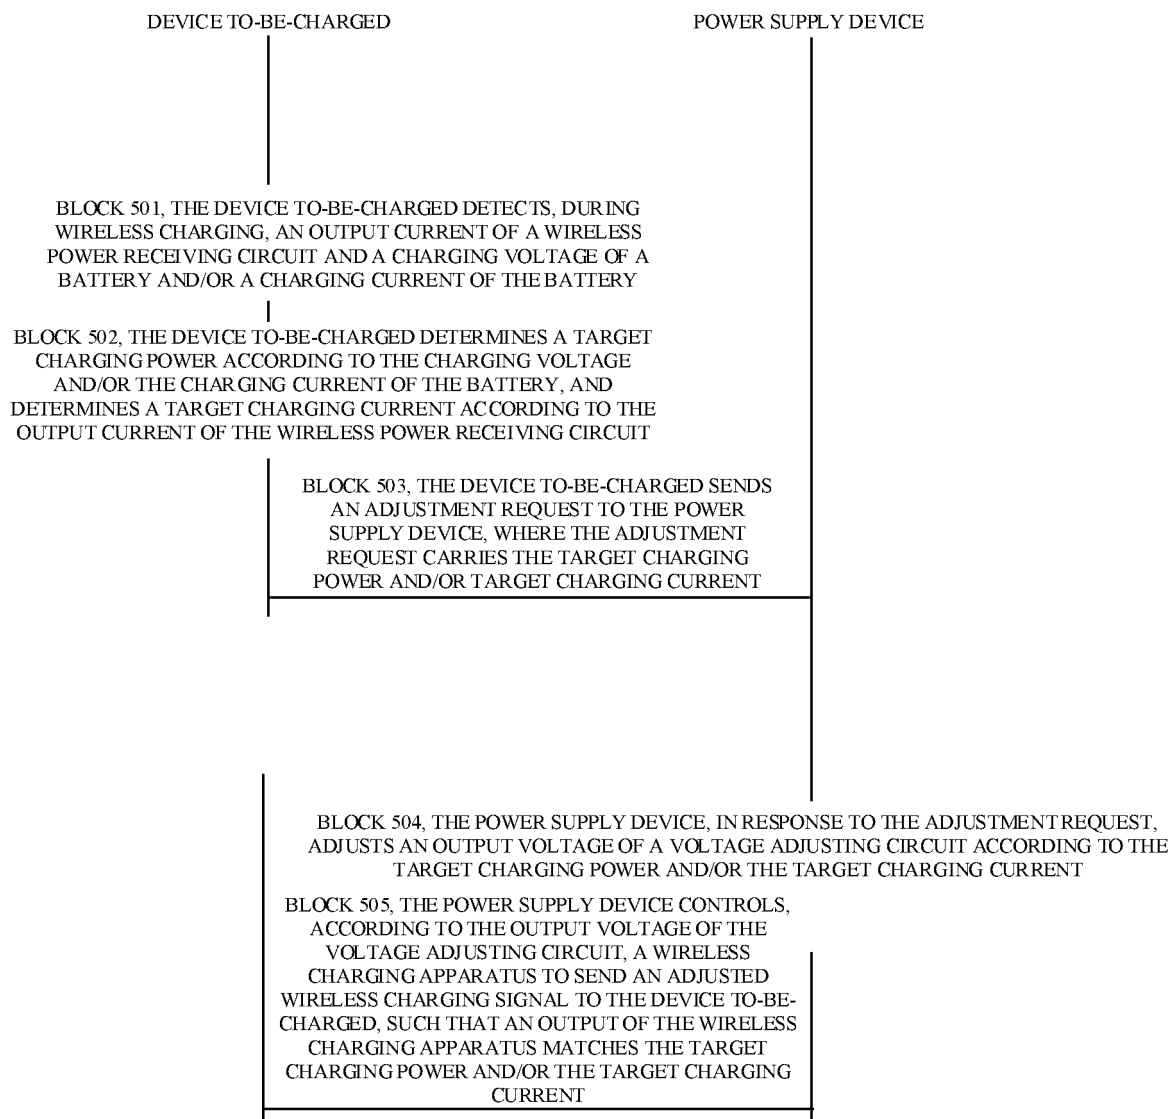 DEVICE TO-BE-CHARGED
POWER SUPPLY DEVICE
BLOCK 501, THE DEVICE TO-BE-CHARGED DETECTS, DURING
WIRELESS CHARGING, AN OUTPUT CURRENT OF A WIRELESS
POWER RECEIVING CIRCUIT AND A CHARGING VOLTAGE OF A
BATTERY AND/OR A CHARGING CURRENT OF THE BATTERY
BLOCK 502, THE DEVICE TO-BE-CHARGED DETERMINES A TARGET
CHARGING POWER ACCORDING TO THE CHARGING VOLTAGE
AND/OR THE CHARGING CURRENT OF THE BATTERY, AND
DETERMINES A TARGET CHARGING CURRENT ACCORDING TO THE
OUTPUT CURRENT OF THE WIRELESS POWER RECEIVING CIRCUIT
BLOCK 503, THE DEVICE TO-BE-CHARGED SENDS
AN ADJUSTMENT REQUEST TO THE POWER
SUPPLY DEVICE, WHERE THE ADJUSTMENT
REQUEST CARRIES THE TARGET CHARGING
POWER AND/OR TARGET CHARGING CURRENT
BLOCK 504, THE POWER SUPPLY DEVICE, IN RESPONSE TO THE ADJUSTMENT REQUEST,
ADJUSTS AN OUTPUT VOLTAGE OF A VOLTAGE ADJUSTING CIRCUIT ACCORDING TO THE
TARGET CHARGING POWER AND/OR THE TARGET CHARGING CURRENT
BLOCK 505, THE POWER SUPPLY DEVICE CONTROLS,
ACCORDING TO THE OUTPUT VOLTAGE OF THE
VOLTAGE ADJUSTING CIRCUIT, A WIRELESS
CHARGING APPARATUS TO SEND AN ADJUSTED
WIRELESS CHARGING SIGNAL TO THE DEVICE TO-BE-
CHARGED, SUCH THAT AN OUTPUT OF THE WIRELESS
CHARGING APPARATUS MATCHES THE TARGET
CHARGING POWER AND/OR THE TARGET CHARGING
CURRENT